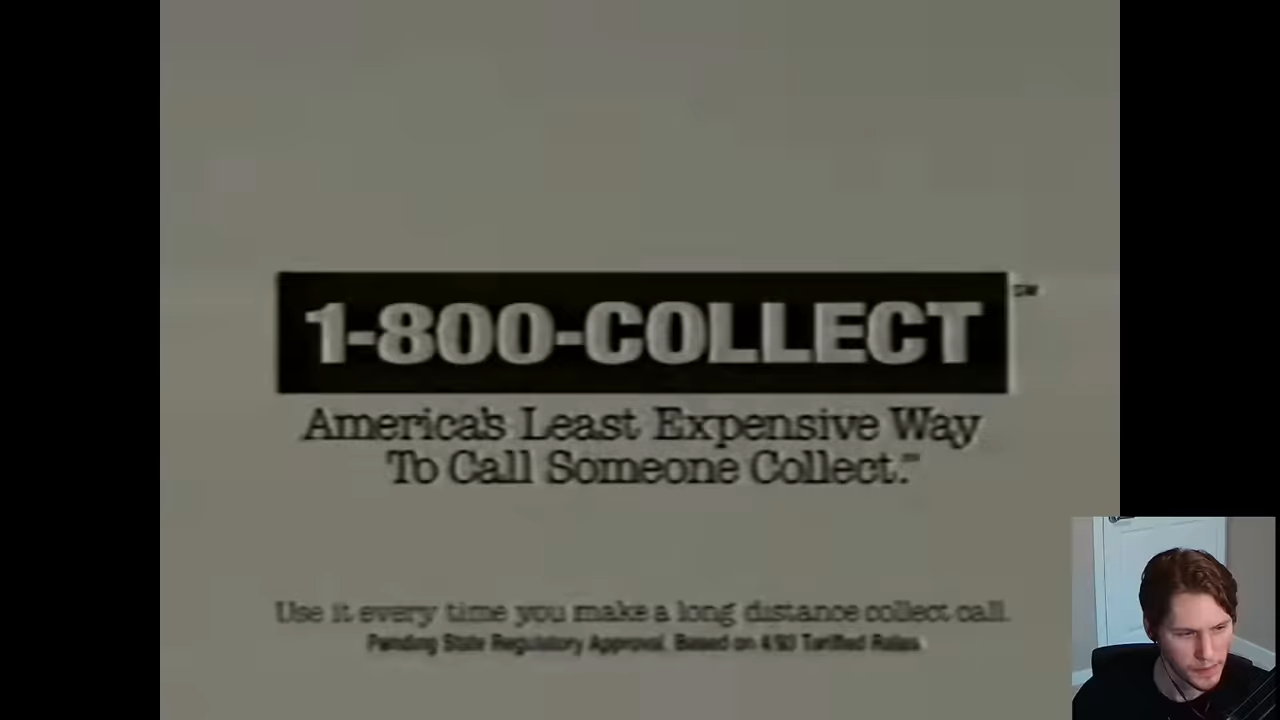 1-800-COLLECT
SM
America's Least Expensive Way
To Call Someone Collect.
Use it every time you make a long distance collect call.
Pending State Regulatory Approval. Based on 4/93 Tariffed Rates.